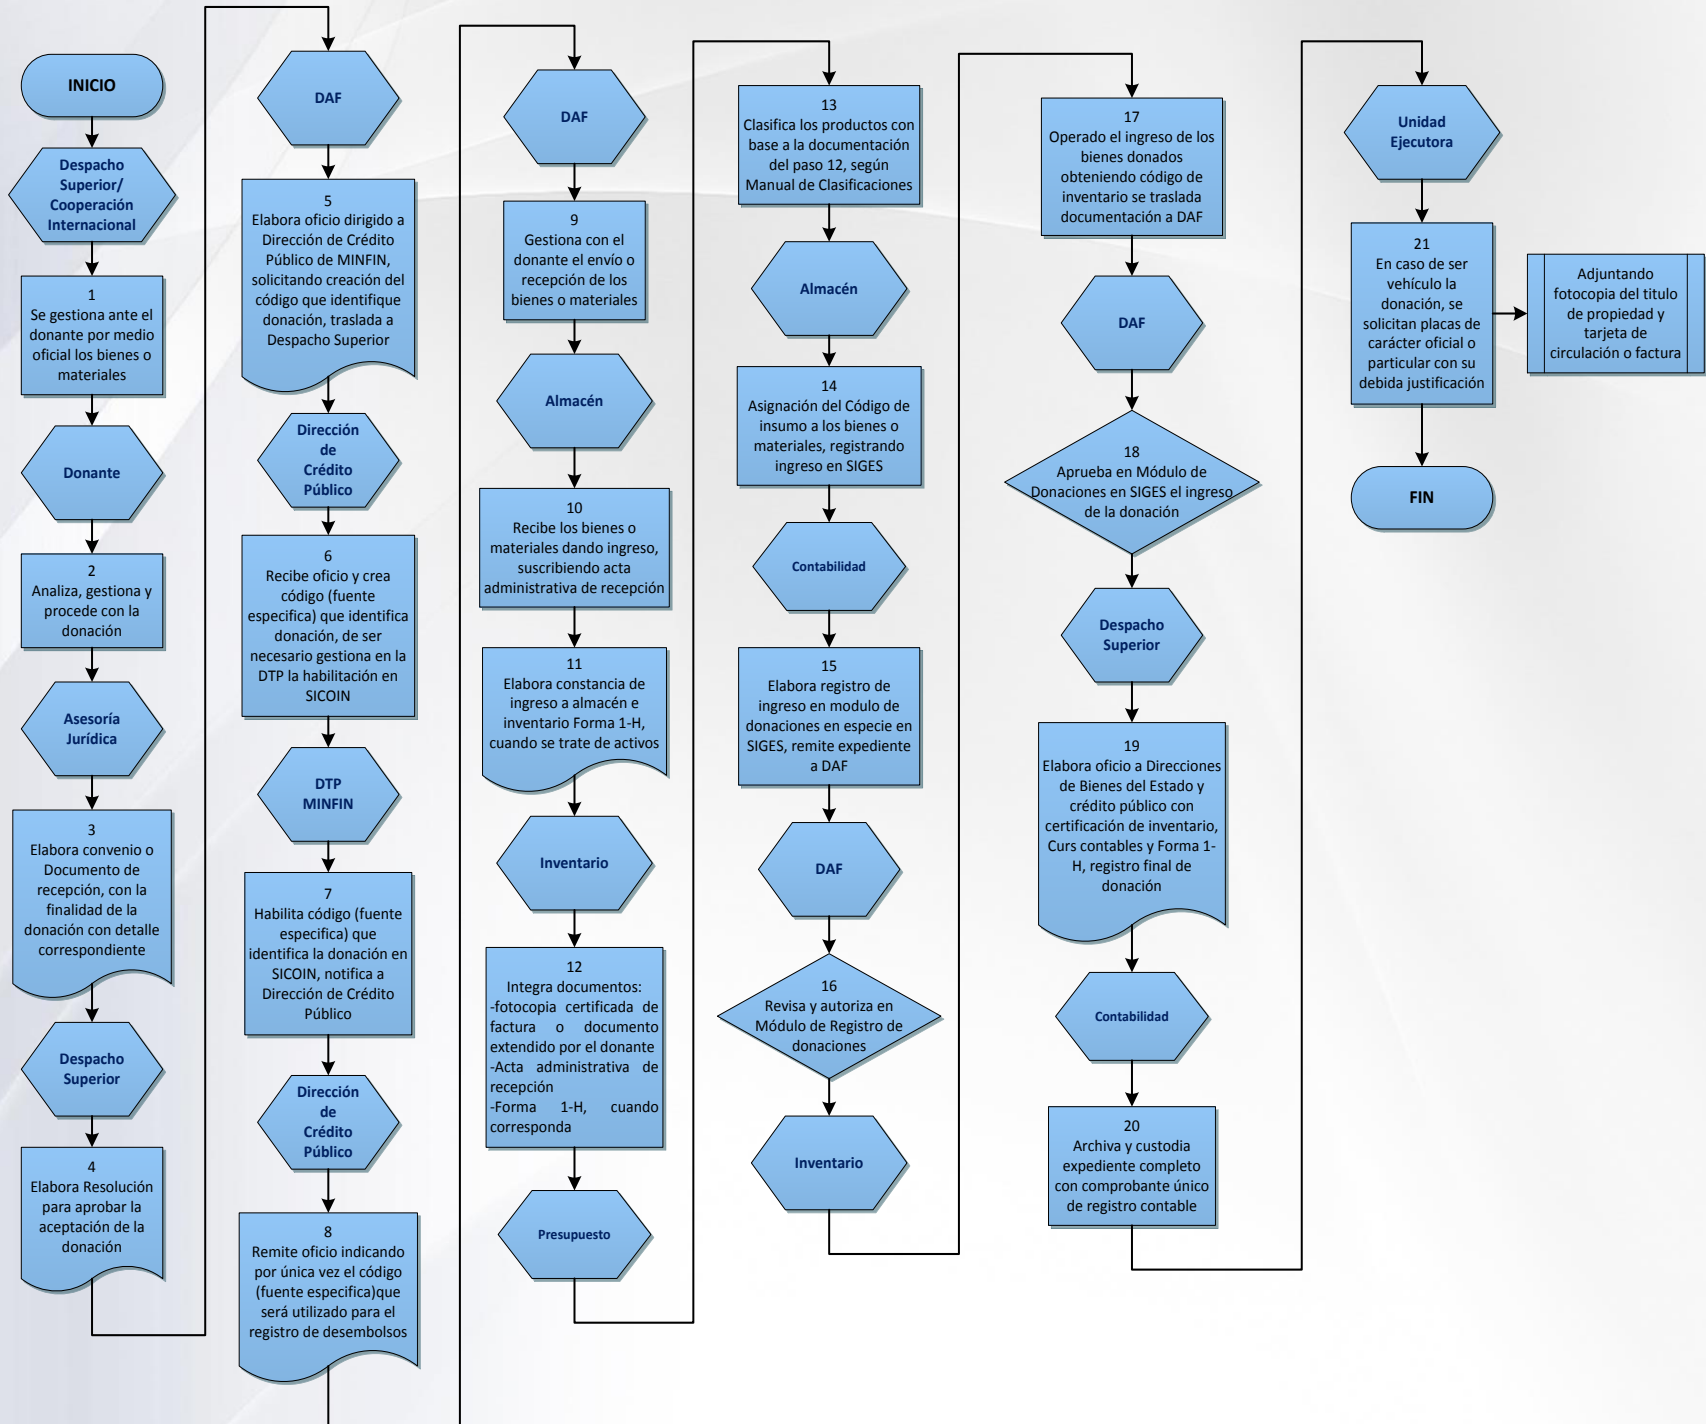 INICIO
Despacho
Superior/
Cooperación
Internacional
1
Se gestiona ante el
donante por medio
oficial los bienes o
materiales
Donante
2
Analiza, gestiona y
procede con la
donación
Asesoría
Jurídica
3
Elabora convenio o
Documento de
recepción, con la
finalidad de la
donación con detalle
correspondiente
Despacho
Superior
4
Elabora Resolución
para aprobar la
aceptación de la
donación
DAF
5
Elabora oficio dirigido a
Dirección de Crédito
Público de MINFIN,
solicitando creación del
código que identifique
donación, traslada a
Despacho Superior
Dirección
de
Crédito
Público
6
Recibe oficio y crea
código (fuente
especifica) que identifica
donación, de ser
necesario gestiona en la
DTP la habilitación en
SICOIN
DTP
MINFIN
7
Habilita código (fuente
especifica) que
identifica la donación en
SICOIN, notifica a
Dirección de Crédito
Público
Dirección
de
Crédito
Público
8
Remite oficio indicando
por única vez el código
(fuente especifica)que
será utilizado para el
registro de desembolsos
DAF
9
Gestiona con el
donante el envío o
recepción de los
bienes o materiales
Almacén
10
Recibe los bienes o
materiales dando ingreso,
suscribiendo acta
administrativa de recepción
11
Elabora constancia de
ingreso a almacén e
inventario Forma 1-H,
cuando se trate de activos
Inventario
12
Integra documentos:
-fotocopia certificada de
factura o documento
extendido por el donante
-Acta administrativa de
recepción
-Forma 1-H, cuando
corresponda
Presupuesto
13
Clasifica los productos con
base a la documentación
del paso 12, según
Manual de Clasificaciones
Almacén
14
Asignación del Código de
insumo a los bienes o
materiales, registrando
ingreso en SIGES
Contabilidad
15
Elabora registro de
ingreso en modulo de
donaciones en especie en
SIGES, remite expediente
a DAF
DAF
16
Revisa y autoriza en
Módulo de Registro de
donaciones
Inventario
17
Operado el ingreso de los
bienes donados
obteniendo código de
inventario se traslada
documentación a DAF
DAF
18
Aprueba en Módulo de
Donaciones en SIGES el ingreso
de la donación
Despacho
Superior
19
Elabora oficio a Direcciones
de Bienes del Estado y
crédito público con
certificación de inventario,
Curs contables y Forma 1-
H, registro final de
donación
Contabilidad
20
Archiva y custodia
expediente completo
con comprobante único
de registro contable
Unidad
Ejecutora
21
En caso de ser
vehículo la
donación, se
solicitan placas de
carácter oficial o
particular con su
debida justificación
Adjuntando
fotocopia del titulo
de propiedad y
tarjeta de
circulación o factura
FIN